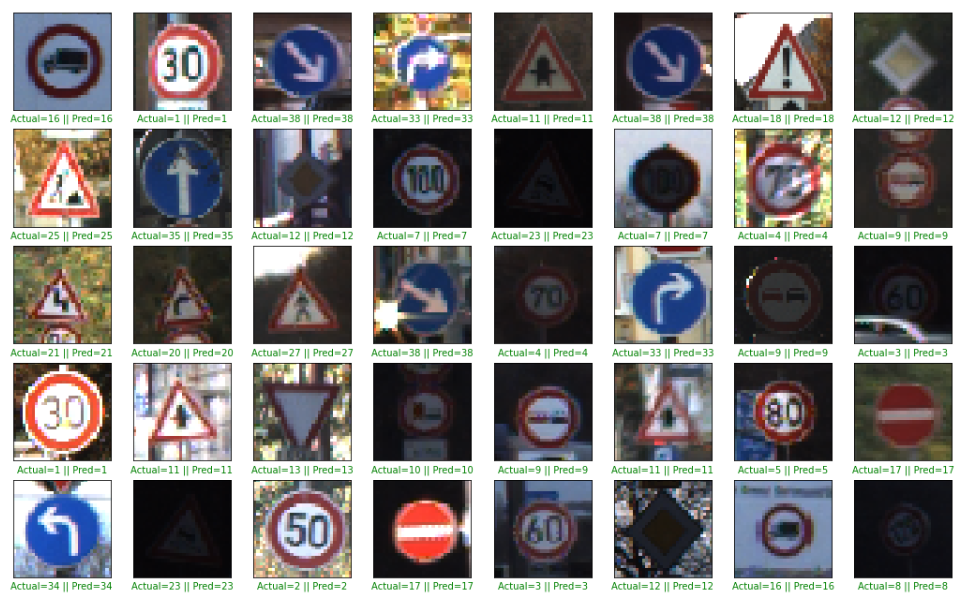 30
Actual=16 || Pred=16 Actual=1 || Pred=1 Actual=38 || Pred=38 Actual=33 || Pred=33 Actual=11 || Pred=11 Actual=38 || Pred=38 Actual=18 || Pred=18 Actual=12 || Pred=12
100 100 70
Actual=25 || Pred=25 Actual=35 || Pred=35 Actual=12 || Pred=12 Actual=7 || Pred=7 Actual=23 || Pred=23 Actual=7 || Pred=7 Actual=4 || Pred=4 Actual=9 || Pred=9
70 60
Actual=21 || Pred=21 Actual=20 || Pred=20 Actual=27 || Pred=27 Actual=38 || Pred=38 Actual=4 || Pred=4 Actual=33 || Pred=33 Actual=9 || Pred=9 Actual=3 || Pred=3
30 80
Actual=1 || Pred=1 Actual=11 || Pred=11 Actual=13 || Pred=13 Actual=10 || Pred=10 Actual=9 || Pred=9 Actual=11 || Pred=11 Actual=5 || Pred=5 Actual=17 || Pred=17
50 60
Actual=34 || Pred=34 Actual=23 || Pred=23 Actual=2 || Pred=2 Actual=17 || Pred=17 Actual=3 || Pred=3 Actual=12 || Pred=12 Actual=16 || Pred=16 Actual=8 || Pred=8